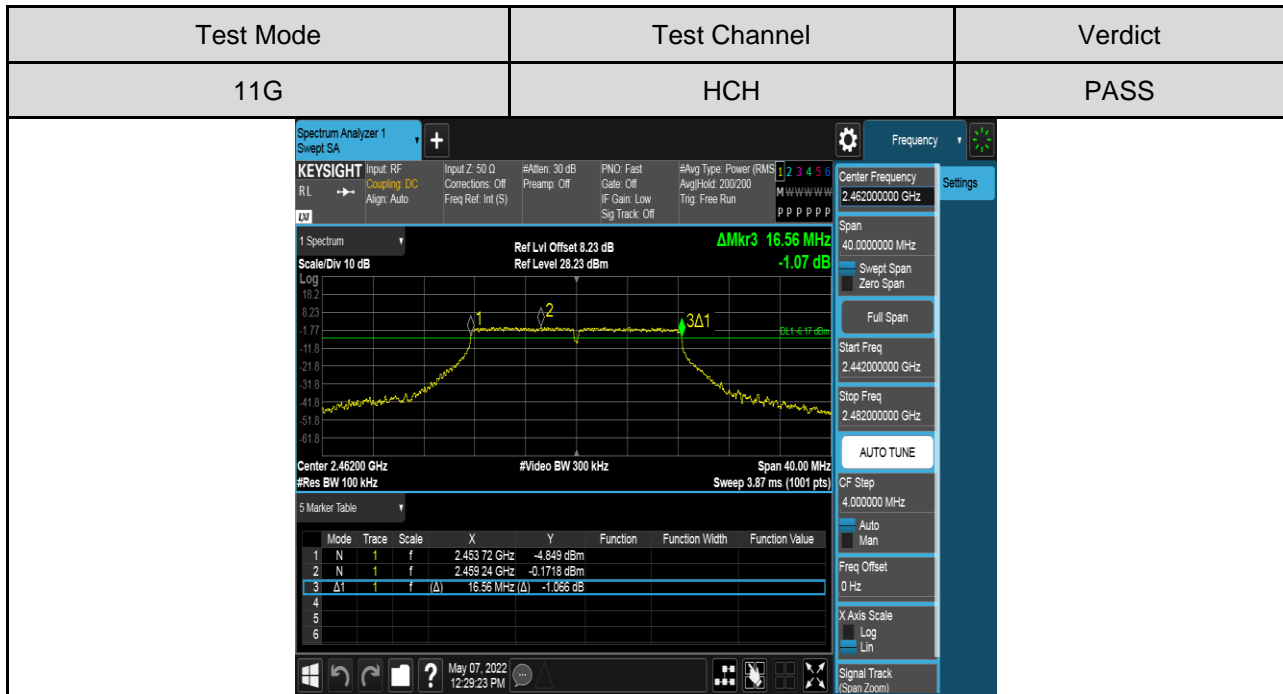 Test Mode Test Channel Verdict
11G HCH PASS
Spectrum Analyzer 1
Swept SA
Frequency
KEYSIGHT
RL
LXI
Input: RF
Coupling: DC
Align: Auto
Input Z: 50 Ω
Corrections: Off
Freq Ref: Int (S)
#Atten: 30 dB
Preamp: Off
PNO: Fast
Gate: Off
IF Gain: Low
Sig Track: Off
#Avg Type: Power (RMS
Avg|Hold: 200/200
Trig: Free Run
1 2 3 4 5 6
M W W W W W
P P P P P P
1 Spectrum
Scale/Div 10 dB
Ref Lvl Offset 8.23 dB
Ref Level 28.23 dBm
ΔMkr3 16.56 MHz
-1.07 dB
Log
18.2
8.23
-1.77
-11.8
-21.8
-31.8
-41.8
-51.8
-61.8
1
2
3Δ1
DL1 -6.17 dBm
Center 2.46200 GHz
#Res BW 100 kHz
#Video BW 300 kHz
Span 40.00 MHz
Sweep 3.87 ms (1001 pts)
5 Marker Table
Mode Trace Scale X Y Function Function Width Function Value
1 N 1 f 2.453 72 GHz -4.849 dBm
2 N 1 f 2.459 24 GHz -0.1718 dBm
3 Δ1 1 f (Δ) 16.56 MHz (Δ) -1.066 dB
4
5
6
May 07, 2022
12:29:23 PM
Center Frequency
2.462000000 GHz
Settings
Span
40.0000000 MHz
Swept Span
Zero Span
Full Span
Start Freq
2.442000000 GHz
Stop Freq
2.482000000 GHz
AUTO TUNE
CF Step
4.000000 MHz
Auto
Man
Freq Offset
0 Hz
X Axis Scale
Log
Lin
Signal Track
(Span Zoom)